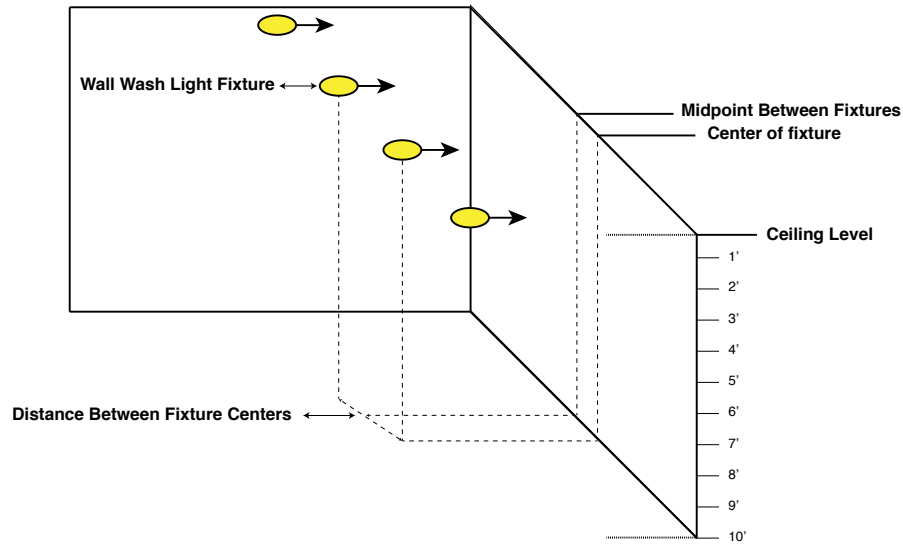 Wall Wash Light Fixture
Midpoint Between Fixtures
Center of fixture
Ceiling Level
1'
2'
3'
4'
5'
6'
Distance Between Fixture Centers
7'
8'
9'
10'